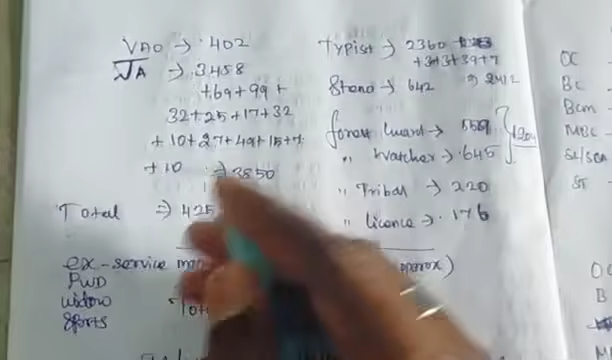 VAO → 402
JA → 3458
+69+99+
32+25+17+32
+10+27+49+15+7+
+10 ⇒ 3850
Total ⇒ 425
ex-service
PWD
widow
Sports
Typist → 2360
+3+3+39+7
Steno → 642 ⇒ 2412
forest Guard →
" Watcher → 645
" Tribal → 220
" licence → 176
approx)
OC
BC
BCM
MBC
SC/SCA
ST